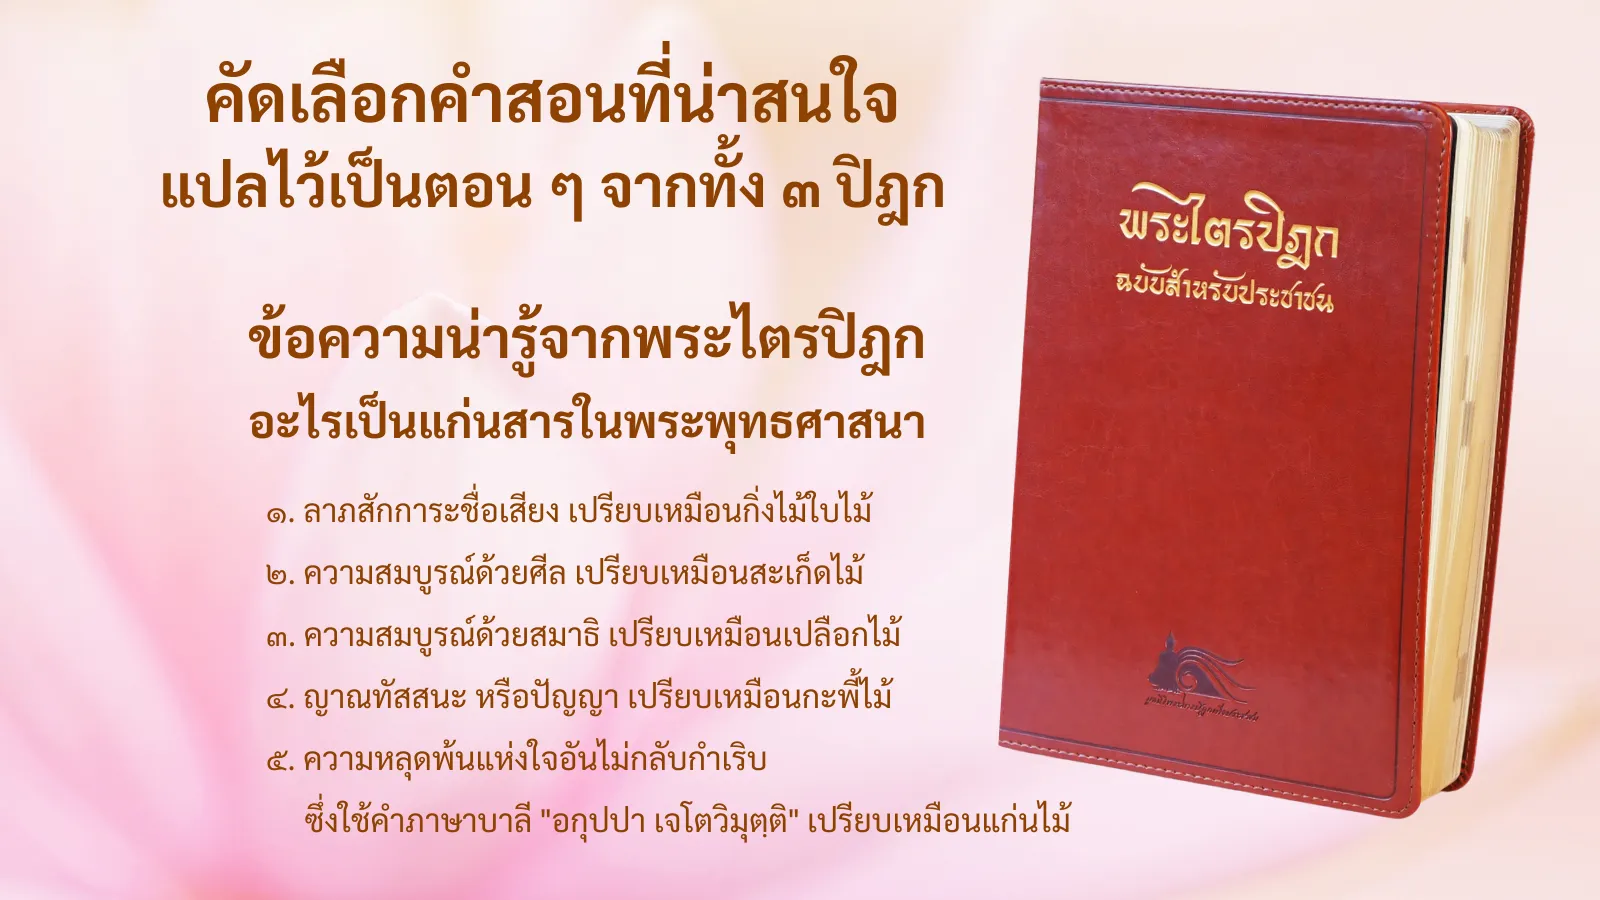 คัดเลือกคำสอนที่น่าสนใจ
แปลไว้เป็นตอน ๆ จากทั้ง ๓ ปิฎก
ข้อความน่ารู้จากพระไตรปิฎก
อะไรเป็นแก่นสารในพระพุทธศาสนา
๑. ลาภสักการะชื่อเสียง เปรียบเหมือนกิ่งไม้ใบไม้
๒. ความสมบูรณ์ด้วยศีล เปรียบเหมือนสะเก็ดไม้
๓. ความสมบูรณ์ด้วยสมาธิ เปรียบเหมือนเปลือกไม้
๔. ญาณทัสสนะ หรือปัญญา เปรียบเหมือนกะพี้ไม้
๕. ความหลุดพ้นแห่งใจอันไม่กลับกำเริบ
ซึ่งใช้คำภาษาบาลี "อกุปปา เจโตวิมุตฺติ" เปรียบเหมือนแก่นไม้
พระไตรปิฎก
ฉบับสำหรับประชาชน